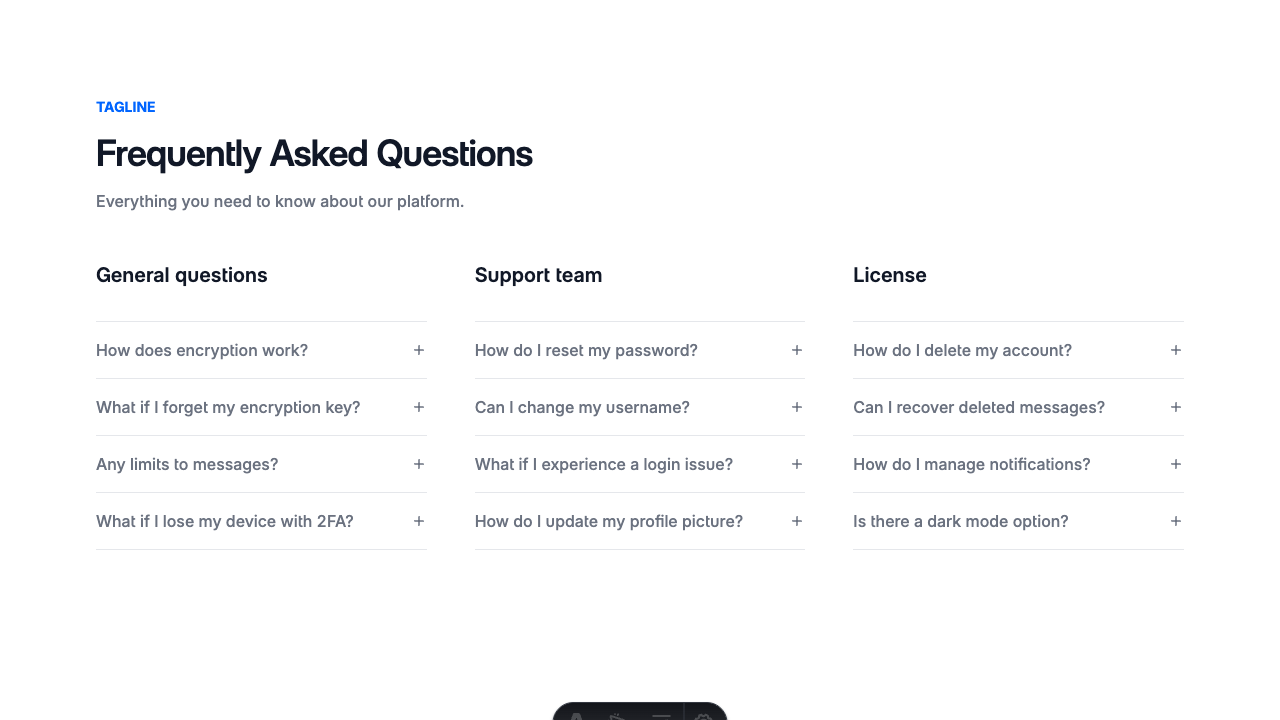 TAGLINE
Frequently Asked Questions
Everything you need to know about our platform.
General questions
How does encryption work?
What if I forget my encryption key?
Any limits to messages?
What if I lose my device with 2FA?
Support team
How do I reset my password?
Can I change my username?
What if I experience a login issue?
How do I update my profile picture?
License
How do I delete my account?
Can I recover deleted messages?
How do I manage notifications?
Is there a dark mode option?